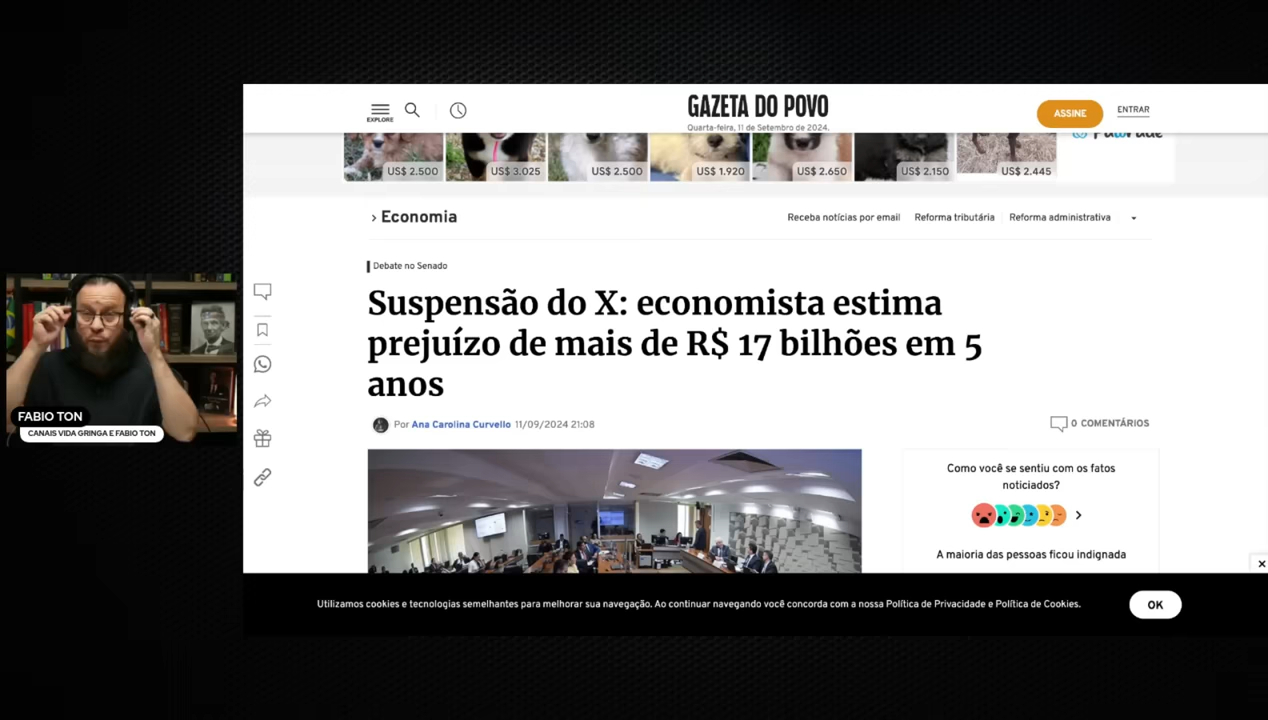 EXPLORE
GAZETA DO POVO
Quarta-feira, 11 de Setembro de 2024.
ASSINE
ENTRAR
US$ 2.500
US$ 3.025
US$ 2.500
US$ 1.920
US$ 2.650
US$ 2.150
US$ 2.445
› Economia
Receba notícias por email
Reforma tributária
Reforma administrativa
Debate no Senado
Suspensão do X: economista estima
prejuízo de mais de R$ 17 bilhões em 5
anos
Por Ana Carolina Curvello 11/09/2024 21:08
0 COMENTÁRIOS
Como você se sentiu com os fatos
noticiados?
A maioria das pessoas ficou indignada
FABIO TON
CANAIS VIDA GRINGA E FABIO TON
Utilizamos cookies e tecnologias semelhantes para melhorar sua navegação. Ao continuar navegando você concorda com a nossa Política de Privacidade e Política de Cookies.
OK